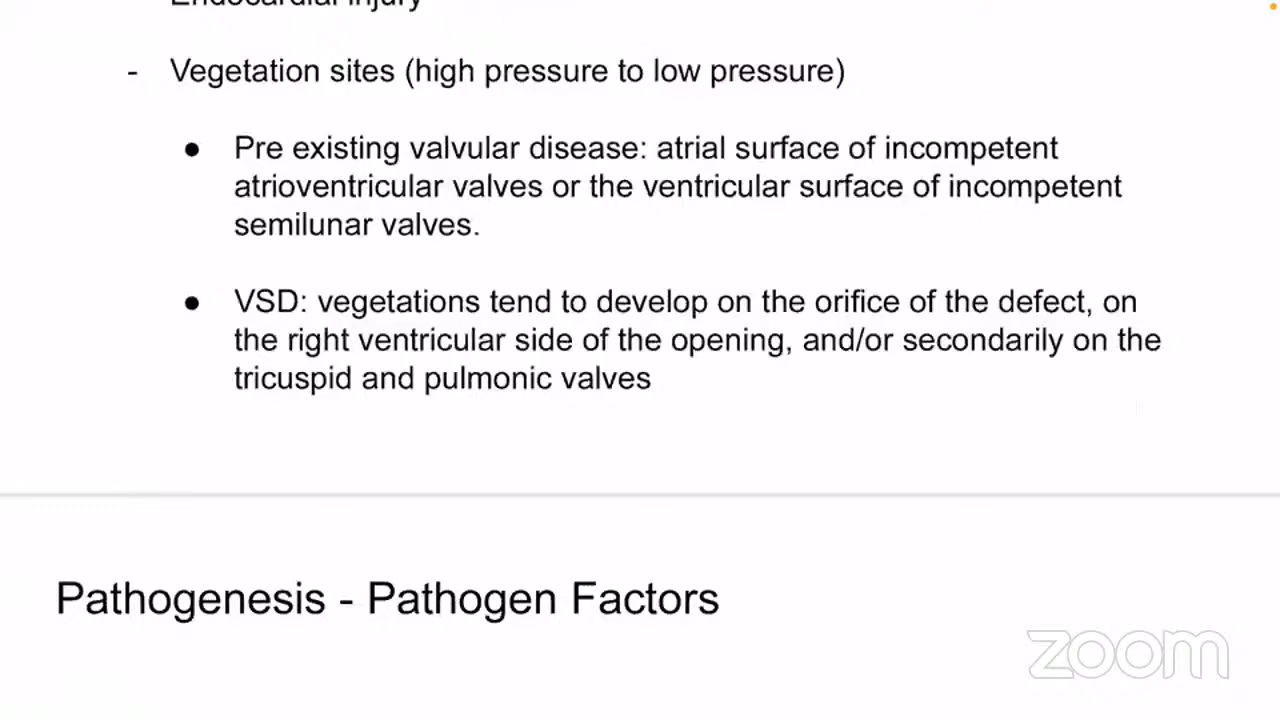 Endocardial injury
- Vegetation sites (high pressure to low pressure)
● Pre existing valvular disease: atrial surface of incompetent
atrioventricular valves or the ventricular surface of incompetent
semilunar valves.
● VSD: vegetations tend to develop on the orifice of the defect, on
the right ventricular side of the opening, and/or secondarily on the
tricuspid and pulmonic valves
Pathogenesis - Pathogen Factors
zoom